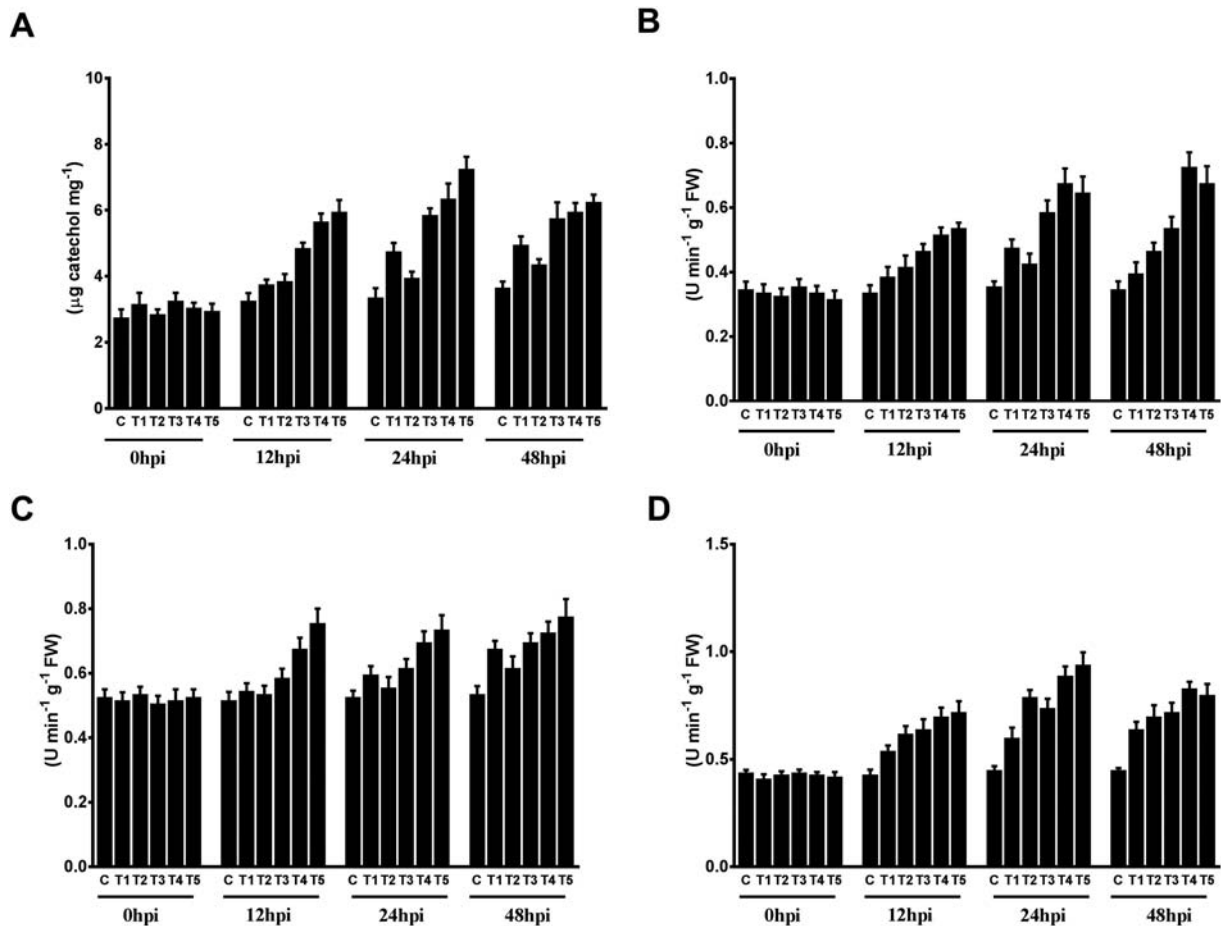 A
(µg catechol mg⁻¹)
10
8
6
4
2
0
C T1 T2 T3 T4 T5 C T1 T2 T3 T4 T5 C T1 T2 T3 T4 T5 C T1 T2 T3 T4 T5
0hpi 12hpi 24hpi 48hpi
B
(U min⁻¹ g⁻¹ FW)
1.0
0.8
0.6
0.4
0.2
0.0
C T1 T2 T3 T4 T5 C T1 T2 T3 T4 T5 C T1 T2 T3 T4 T5 C T1 T2 T3 T4 T5
0hpi 12hpi 24hpi 48hpi
C
(U min⁻¹ g⁻¹ FW)
1.0
0.8
0.6
0.4
0.2
0.0
C T1 T2 T3 T4 T5 C T1 T2 T3 T4 T5 C T1 T2 T3 T4 T5 C T1 T2 T3 T4 T5
0hpi 12hpi 24hpi 48hpi
D
(U min⁻¹ g⁻¹ FW)
1.5
1.0
0.5
0.0
C T1 T2 T3 T4 T5 C T1 T2 T3 T4 T5 C T1 T2 T3 T4 T5 C T1 T2 T3 T4 T5
0hpi 12hpi 24hpi 48hpi